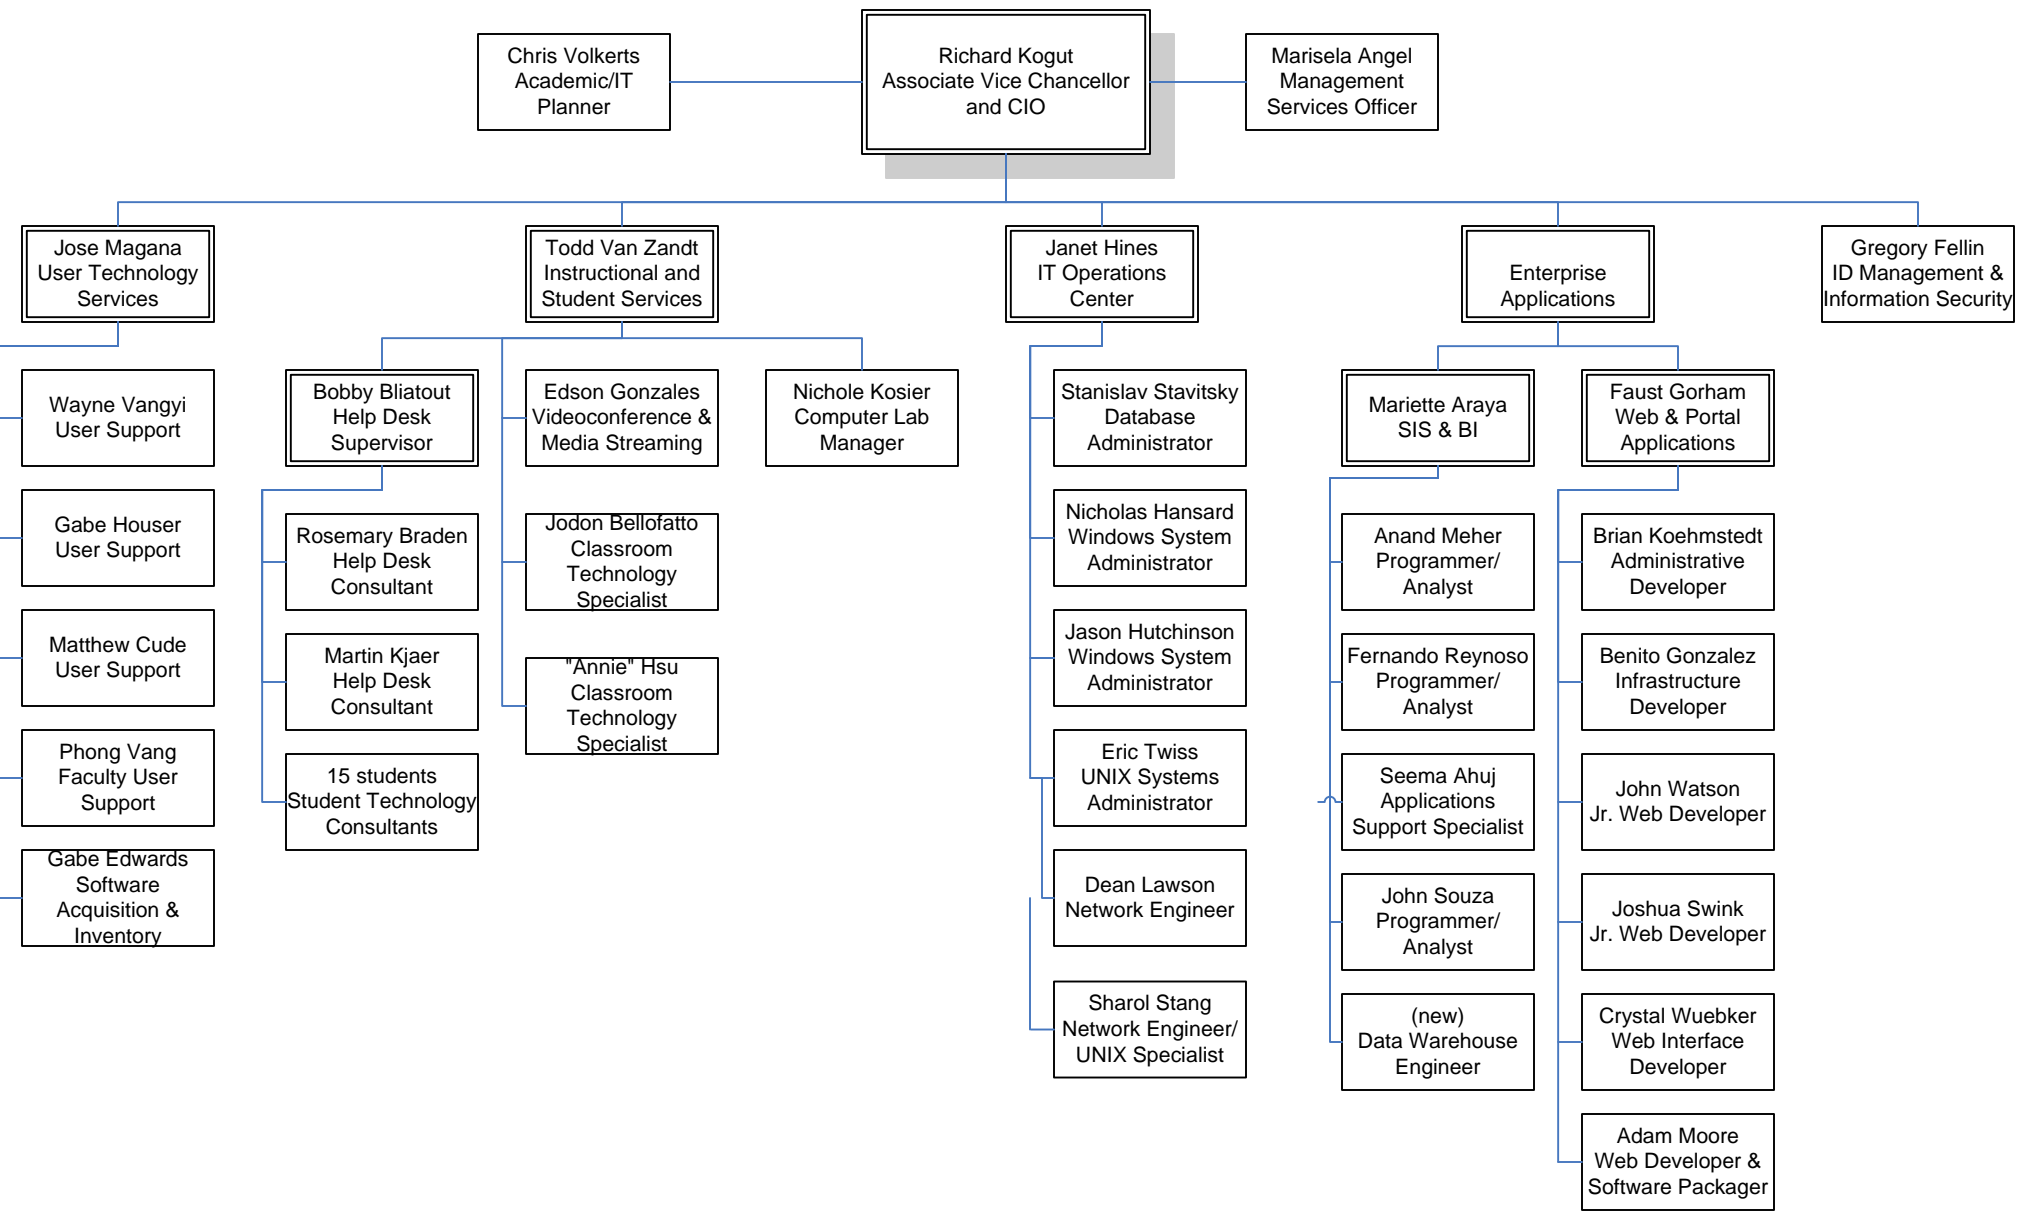 Chris Volkerts
Academic/IT
Planner
Richard Kogut
Associate Vice Chancellor
and CIO
Marisela Angel
Management
Services Officer
Jose Magana
User Technology
Services
Todd Van Zandt
Instructional and
Student Services
Janet Hines
IT Operations
Center
Enterprise
Applications
Gregory Fellin
ID Management &
Information Security
Wayne Vangyi
User Support
Gabe Houser
User Support
Matthew Cude
User Support
Phong Vang
Faculty User
Support
Gabe Edwards
Software
Acquisition &
Inventory
Bobby Bliatout
Help Desk
Supervisor
Rosemary Braden
Help Desk
Consultant
Martin Kjaer
Help Desk
Consultant
15 students
Student Technology
Consultants
Edson Gonzales
Videoconference &
Media Streaming
Jodon Bellofatto
Classroom
Technology
Specialist
"Annie" Hsu
Classroom
Technology
Specialist
Nichole Kosier
Computer Lab
Manager
Stanislav Stavitsky
Database
Administrator
Nicholas Hansard
Windows System
Administrator
Jason Hutchinson
Windows System
Administrator
Eric Twiss
UNIX Systems
Administrator
Dean Lawson
Network Engineer
Sharol Stang
Network Engineer/
UNIX Specialist
Mariette Araya
SIS & BI
Anand Meher
Programmer/
Analyst
Fernando Reynoso
Programmer/
Analyst
Seema Ahuj
Applications
Support Specialist
John Souza
Programmer/
Analyst
(new)
Data Warehouse
Engineer
Faust Gorham
Web & Portal
Applications
Brian Koehmstedt
Administrative
Developer
Benito Gonzalez
Infrastructure
Developer
John Watson
Jr. Web Developer
Joshua Swink
Jr. Web Developer
Crystal Wuebker
Web Interface
Developer
Adam Moore
Web Developer &
Software Packager